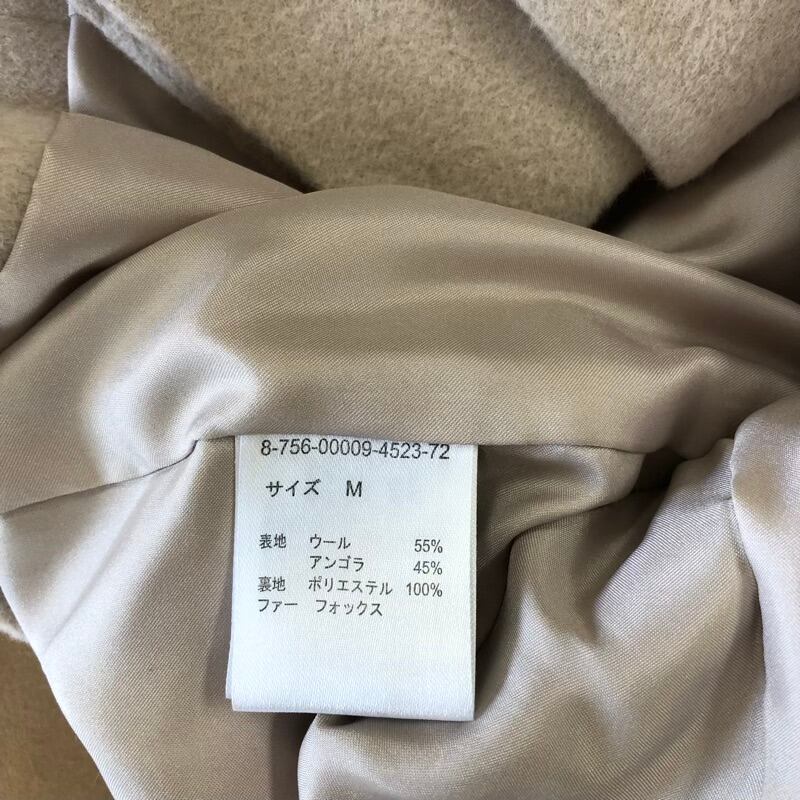 8-756-00009-4523-72
サイズ M
表地 ウール 55%
アンゴラ 45%
裏地 ポリエステル 100%
ファー フォックス